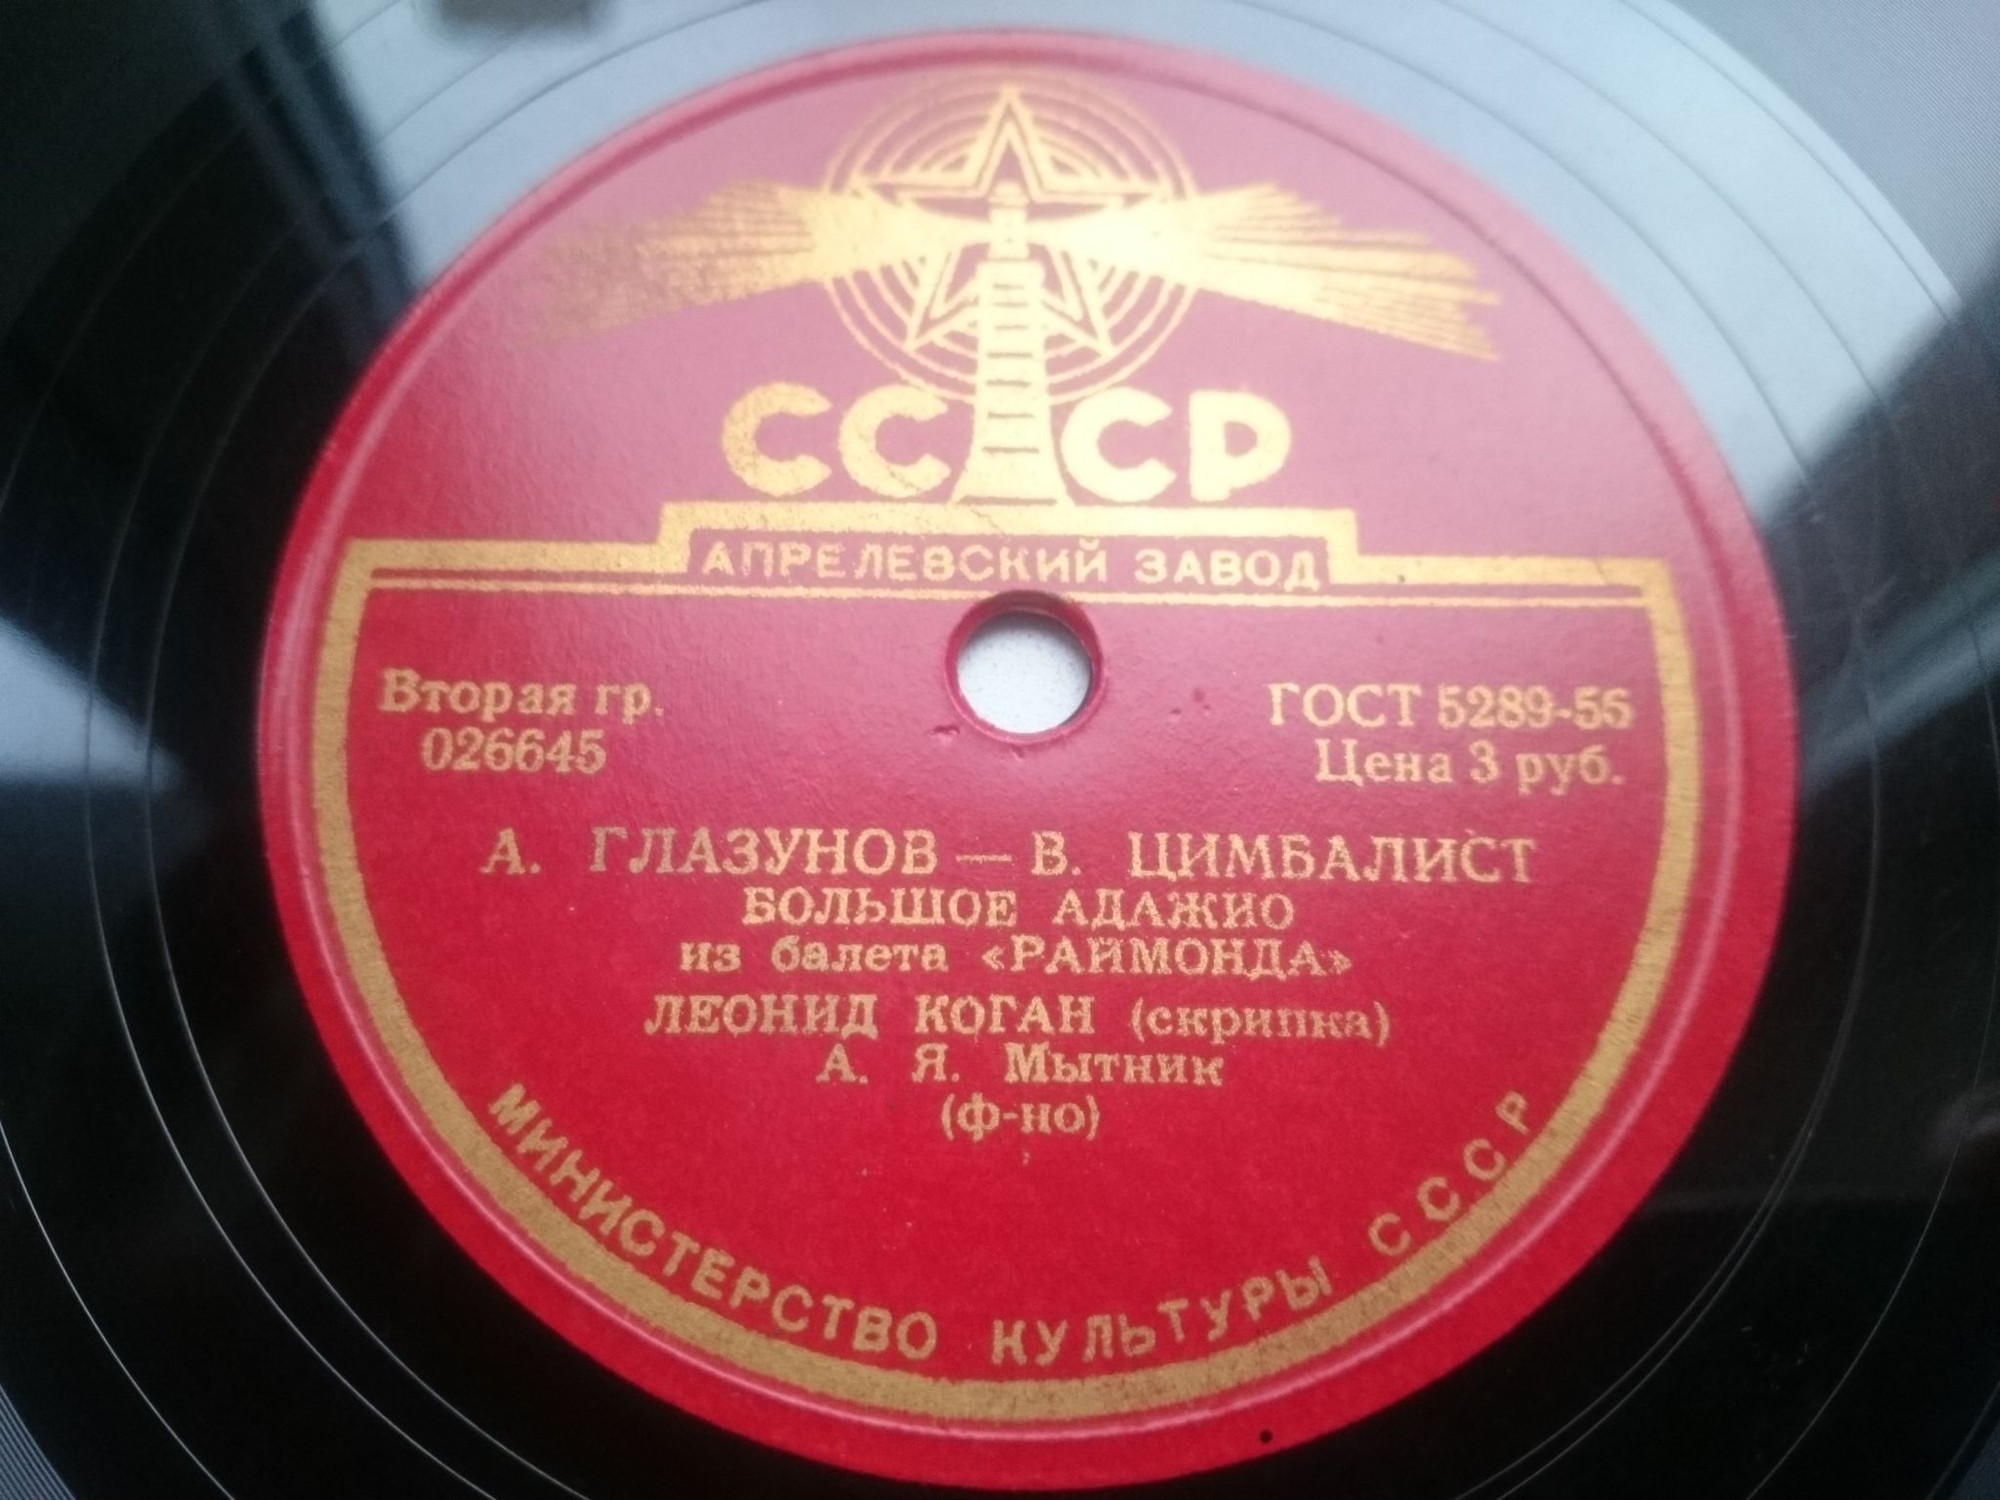 СССР
АПРЕЛЕВСКИЙ ЗАВОД
Вторая гр.
026645
ГОСТ 5289-56
Цена 3 руб.
А. ГЛАЗУНОВ — В. ЦИМБАЛИСТ
БОЛЬШОЕ АДАЖИО
из балета «РАЙМОНДА»
ЛЕОНИД КОГАН (скрипка)
А. Я. Мытник
(ф-но)
МИНИСТЕРСТВО КУЛЬТУРЫ СССР